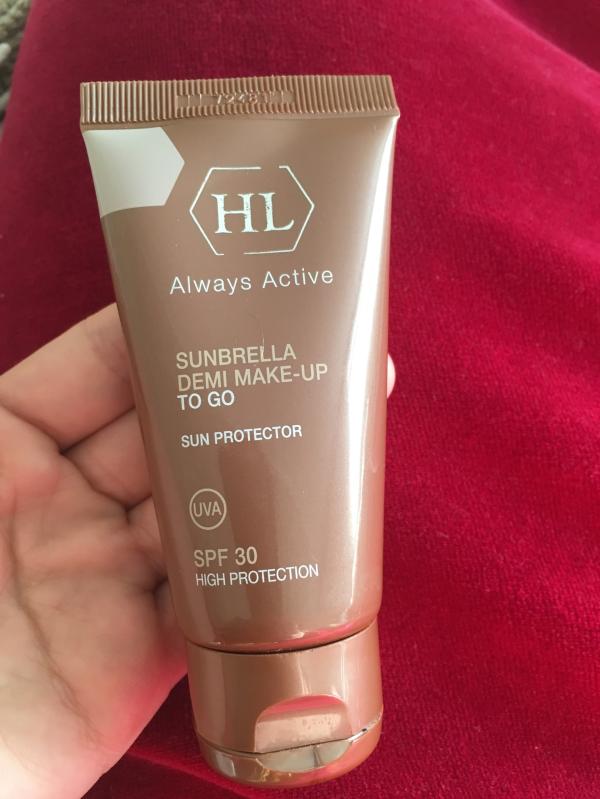 HL
Always Active
SUNBRELLA
DEMI MAKE-UP
TO GO
SUN PROTECTOR
UVA
SPF 30
HIGH PROTECTION